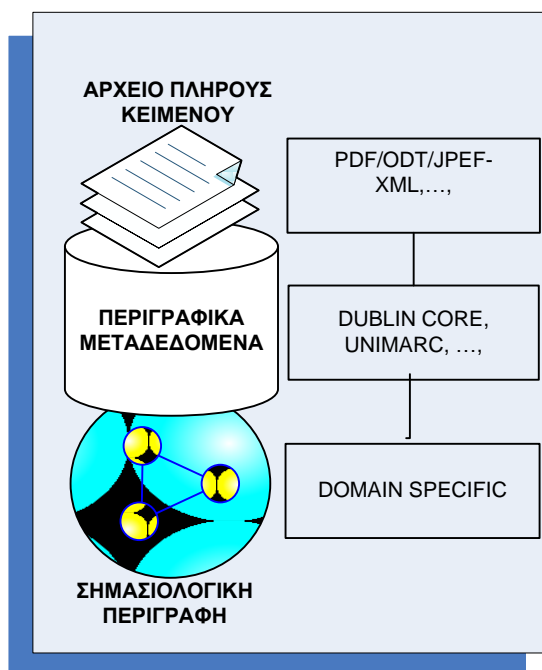 ΑΡΧΕΙΟ ΠΛΗΡΟΥΣ
ΚΕΙΜΕΝΟΥ
PDF/ODT/JPEF-
XML,…,
ΠΕΡΙΓΡΑΦΙΚΑ
ΜΕΤΑΔΕΔΟΜΕΝΑ
DUBLIN CORE,
UNIMARC, …,
DOMAIN SPECIFIC
ΣΗΜΑΣΙΟΛΟΓΙΚΗ
ΠΕΡΙΓΡΑΦΗ